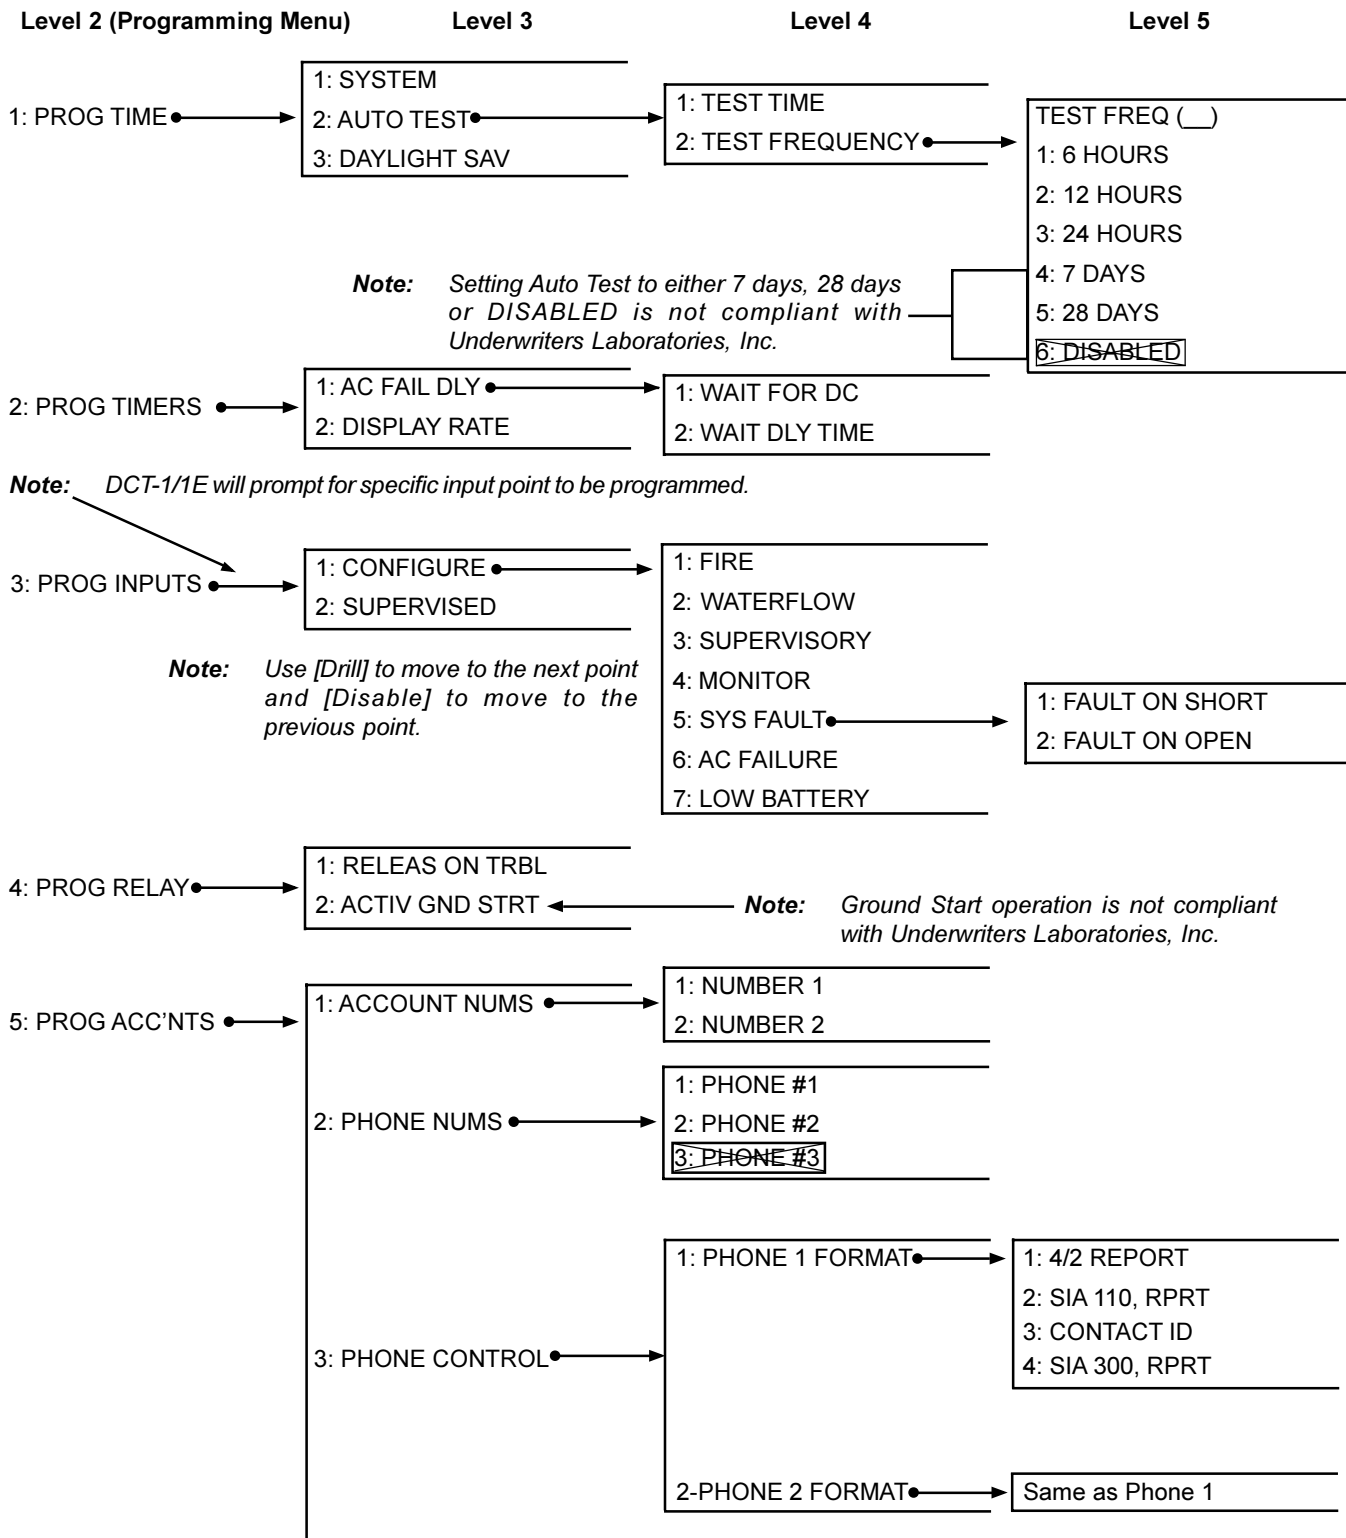 Level 2 (Programming Menu)
Level 3
Level 4
Level 5
1: PROG TIME
1: SYSTEM
2: AUTO TEST
3: DAYLIGHT SAV
1: TEST TIME
2: TEST FREQUENCY
TEST FREQ (__)
1: 6 HOURS
2: 12 HOURS
3: 24 HOURS
4: 7 DAYS
5: 28 DAYS
6: DISABLED
Note: Setting Auto Test to either 7 days, 28 days
or DISABLED is not compliant with
Underwriters Laboratories, Inc.
2: PROG TIMERS
1: AC FAIL DLY
2: DISPLAY RATE
1: WAIT FOR DC
2: WAIT DLY TIME
Note: DCT-1/1E will prompt for specific input point to be programmed.
3: PROG INPUTS
1: CONFIGURE
2: SUPERVISED
1: FIRE
2: WATERFLOW
3: SUPERVISORY
4: MONITOR
5: SYS FAULT
6: AC FAILURE
7: LOW BATTERY
1: FAULT ON SHORT
2: FAULT ON OPEN
Note: Use [Drill] to move to the next point
and [Disable] to move to the
previous point.
4: PROG RELAY
1: RELEAS ON TRBL
2: ACTIV GND STRT
Note: Ground Start operation is not compliant
with Underwriters Laboratories, Inc.
5: PROG ACC'NTS
1: ACCOUNT NUMS
1: NUMBER 1
2: NUMBER 2
2: PHONE NUMS
1: PHONE #1
2: PHONE #2
3: PHONE #3
3: PHONE CONTROL
1: PHONE 1 FORMAT
1: 4/2 REPORT
2: SIA 110, RPRT
3: CONTACT ID
4: SIA 300, RPRT
2-PHONE 2 FORMAT
Same as Phone 1